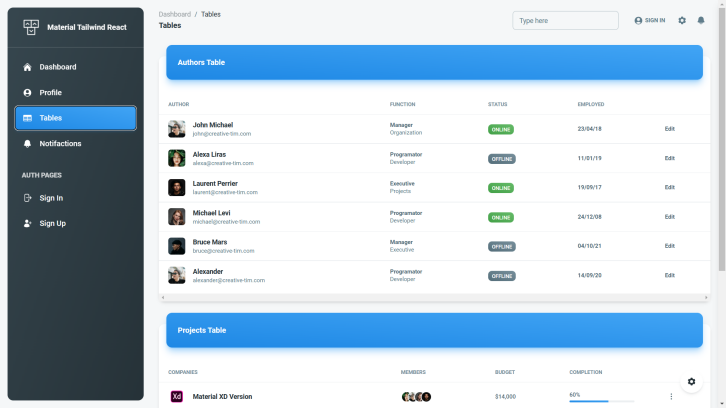 Material Tailwind React
Dashboard
Profile
Tables
Notifactions
AUTH PAGES
Sign In
Sign Up
Dashboard / Tables
Tables
Type here
SIGN IN
Authors Table
AUTHOR FUNCTION STATUS EMPLOYED
John Michael
john@creative-tim.com
Manager
Organization
ONLINE
23/04/18
Edit
Alexa Liras
alexa@creative-tim.com
Programator
Developer
OFFLINE
11/01/19
Edit
Laurent Perrier
laurent@creative-tim.com
Executive
Projects
ONLINE
19/09/17
Edit
Michael Levi
michael@creative-tim.com
Programator
Developer
ONLINE
24/12/08
Edit
Bruce Mars
bruce@creative-tim.com
Manager
Executive
OFFLINE
04/10/21
Edit
Alexander
alexander@creative-tim.com
Programator
Developer
OFFLINE
14/09/20
Edit
Projects Table
COMPANIES MEMBERS BUDGET COMPLETION
Xd
Material XD Version
$14,000
60%